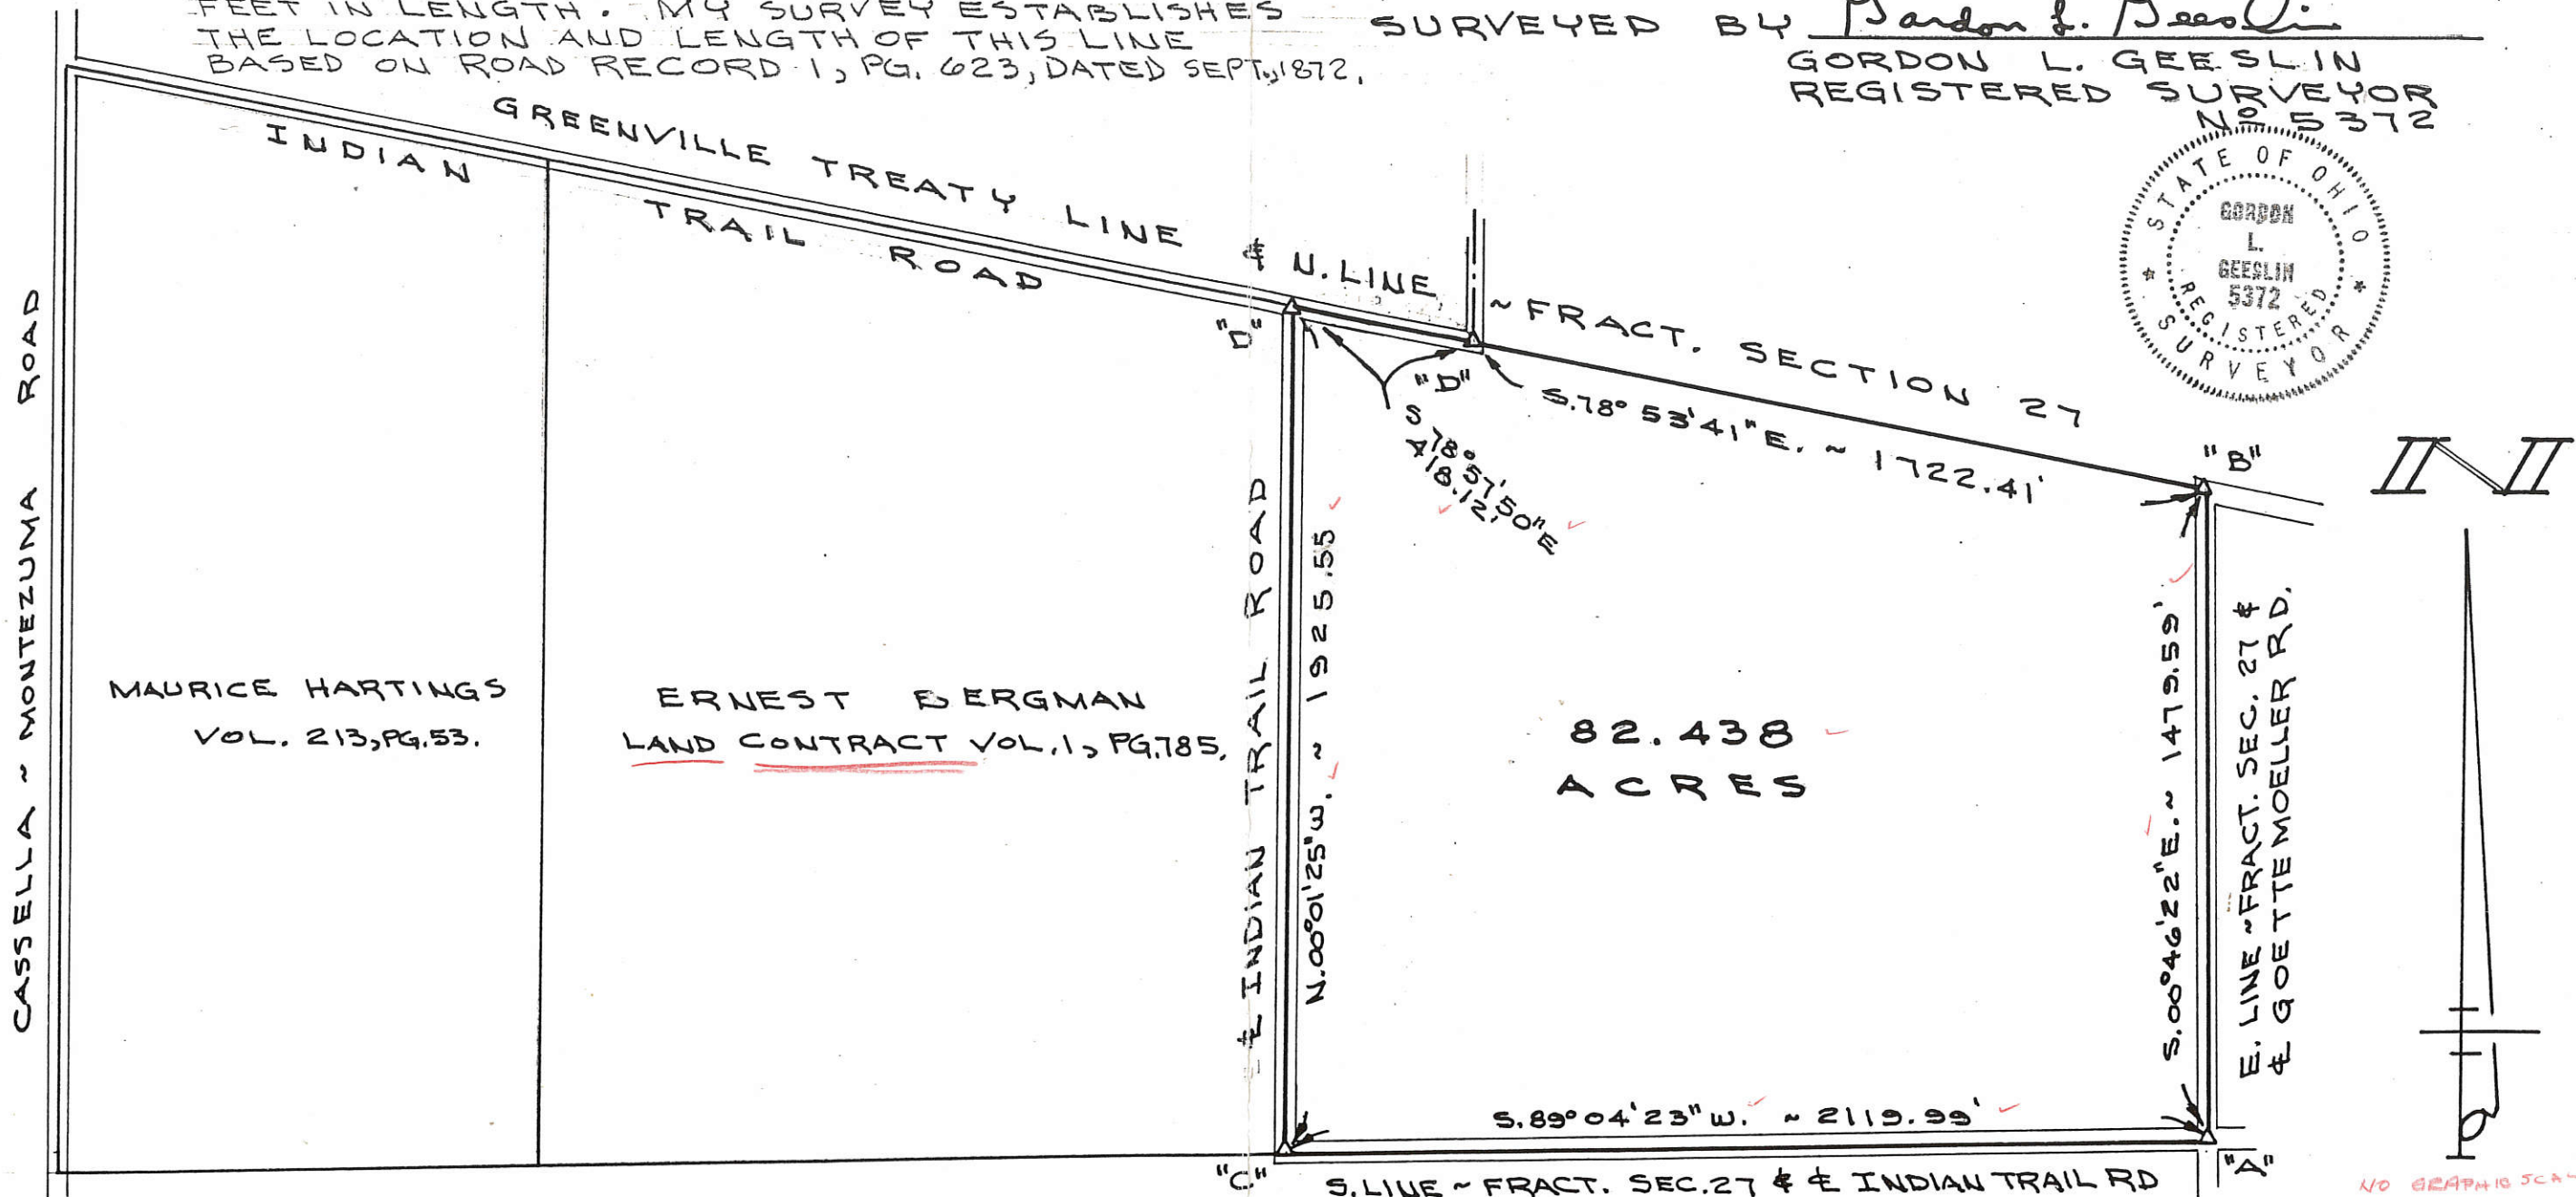 FEET IN LENGTH. MY SURVEY ESTABLISHES
THE LOCATION AND LENGTH OF THIS LINE
BASED ON ROAD RECORD 1, PG. 623, DATED SEPT., 1872.
SURVEYED BY Gordon L. Geeslin
GORDON L. GEESLIN
REGISTERED SURVEYOR
Nº 5372
STATE OF OHIO
GORDON
L.
GEESLIN
5372
REGISTERED
SURVEYOR
GREENVILLE TREATY LINE & N. LINE ~ FRACT. SECTION 27
INDIAN TRAIL ROAD
"D"
"D"
S.78° 53' 41" E. ~ 1722.41'
S 78° 57' 50" E
418.12'
"B"
N
CASSELLA ~ MONTEZUMA ROAD
MAURICE HARTINGS
VOL. 213, PG. 53.
ERNEST BERGMAN
LAND CONTRACT VOL. 1, PG. 785.
℄ INDIAN TRAIL ROAD
N.00°01'25"W. ~ 1925.55
82.438
ACRES
S.00°46'22"E. ~ 1479.59'
E. LINE ~ FRACT. SEC. 27 &
℄ GOETTEMOELLER RD.
S.89°04'23"W. ~ 2119.99'
"C"
"A"
S. LINE ~ FRACT. SEC. 27 & ℄ INDIAN TRAIL RD
NO GRAPHIC